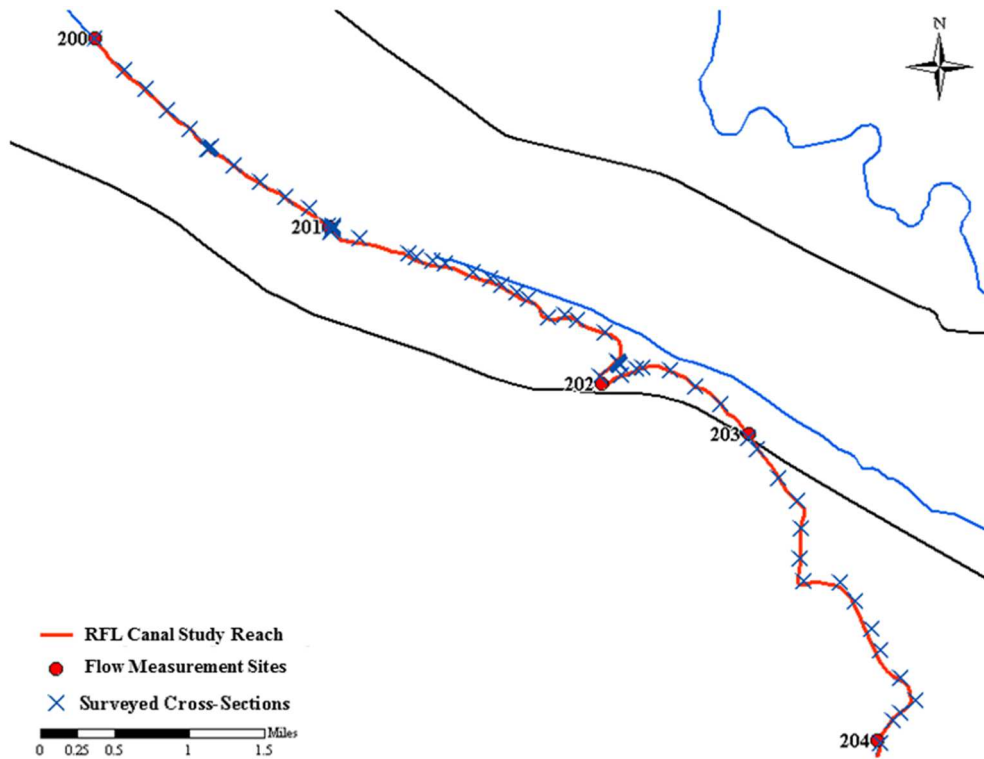 N
200
201
202
203
RFL Canal Study Reach
Flow Measurement Sites
Surveyed Cross-Sections
Miles
0 0.25 0.5 1 1.5
204